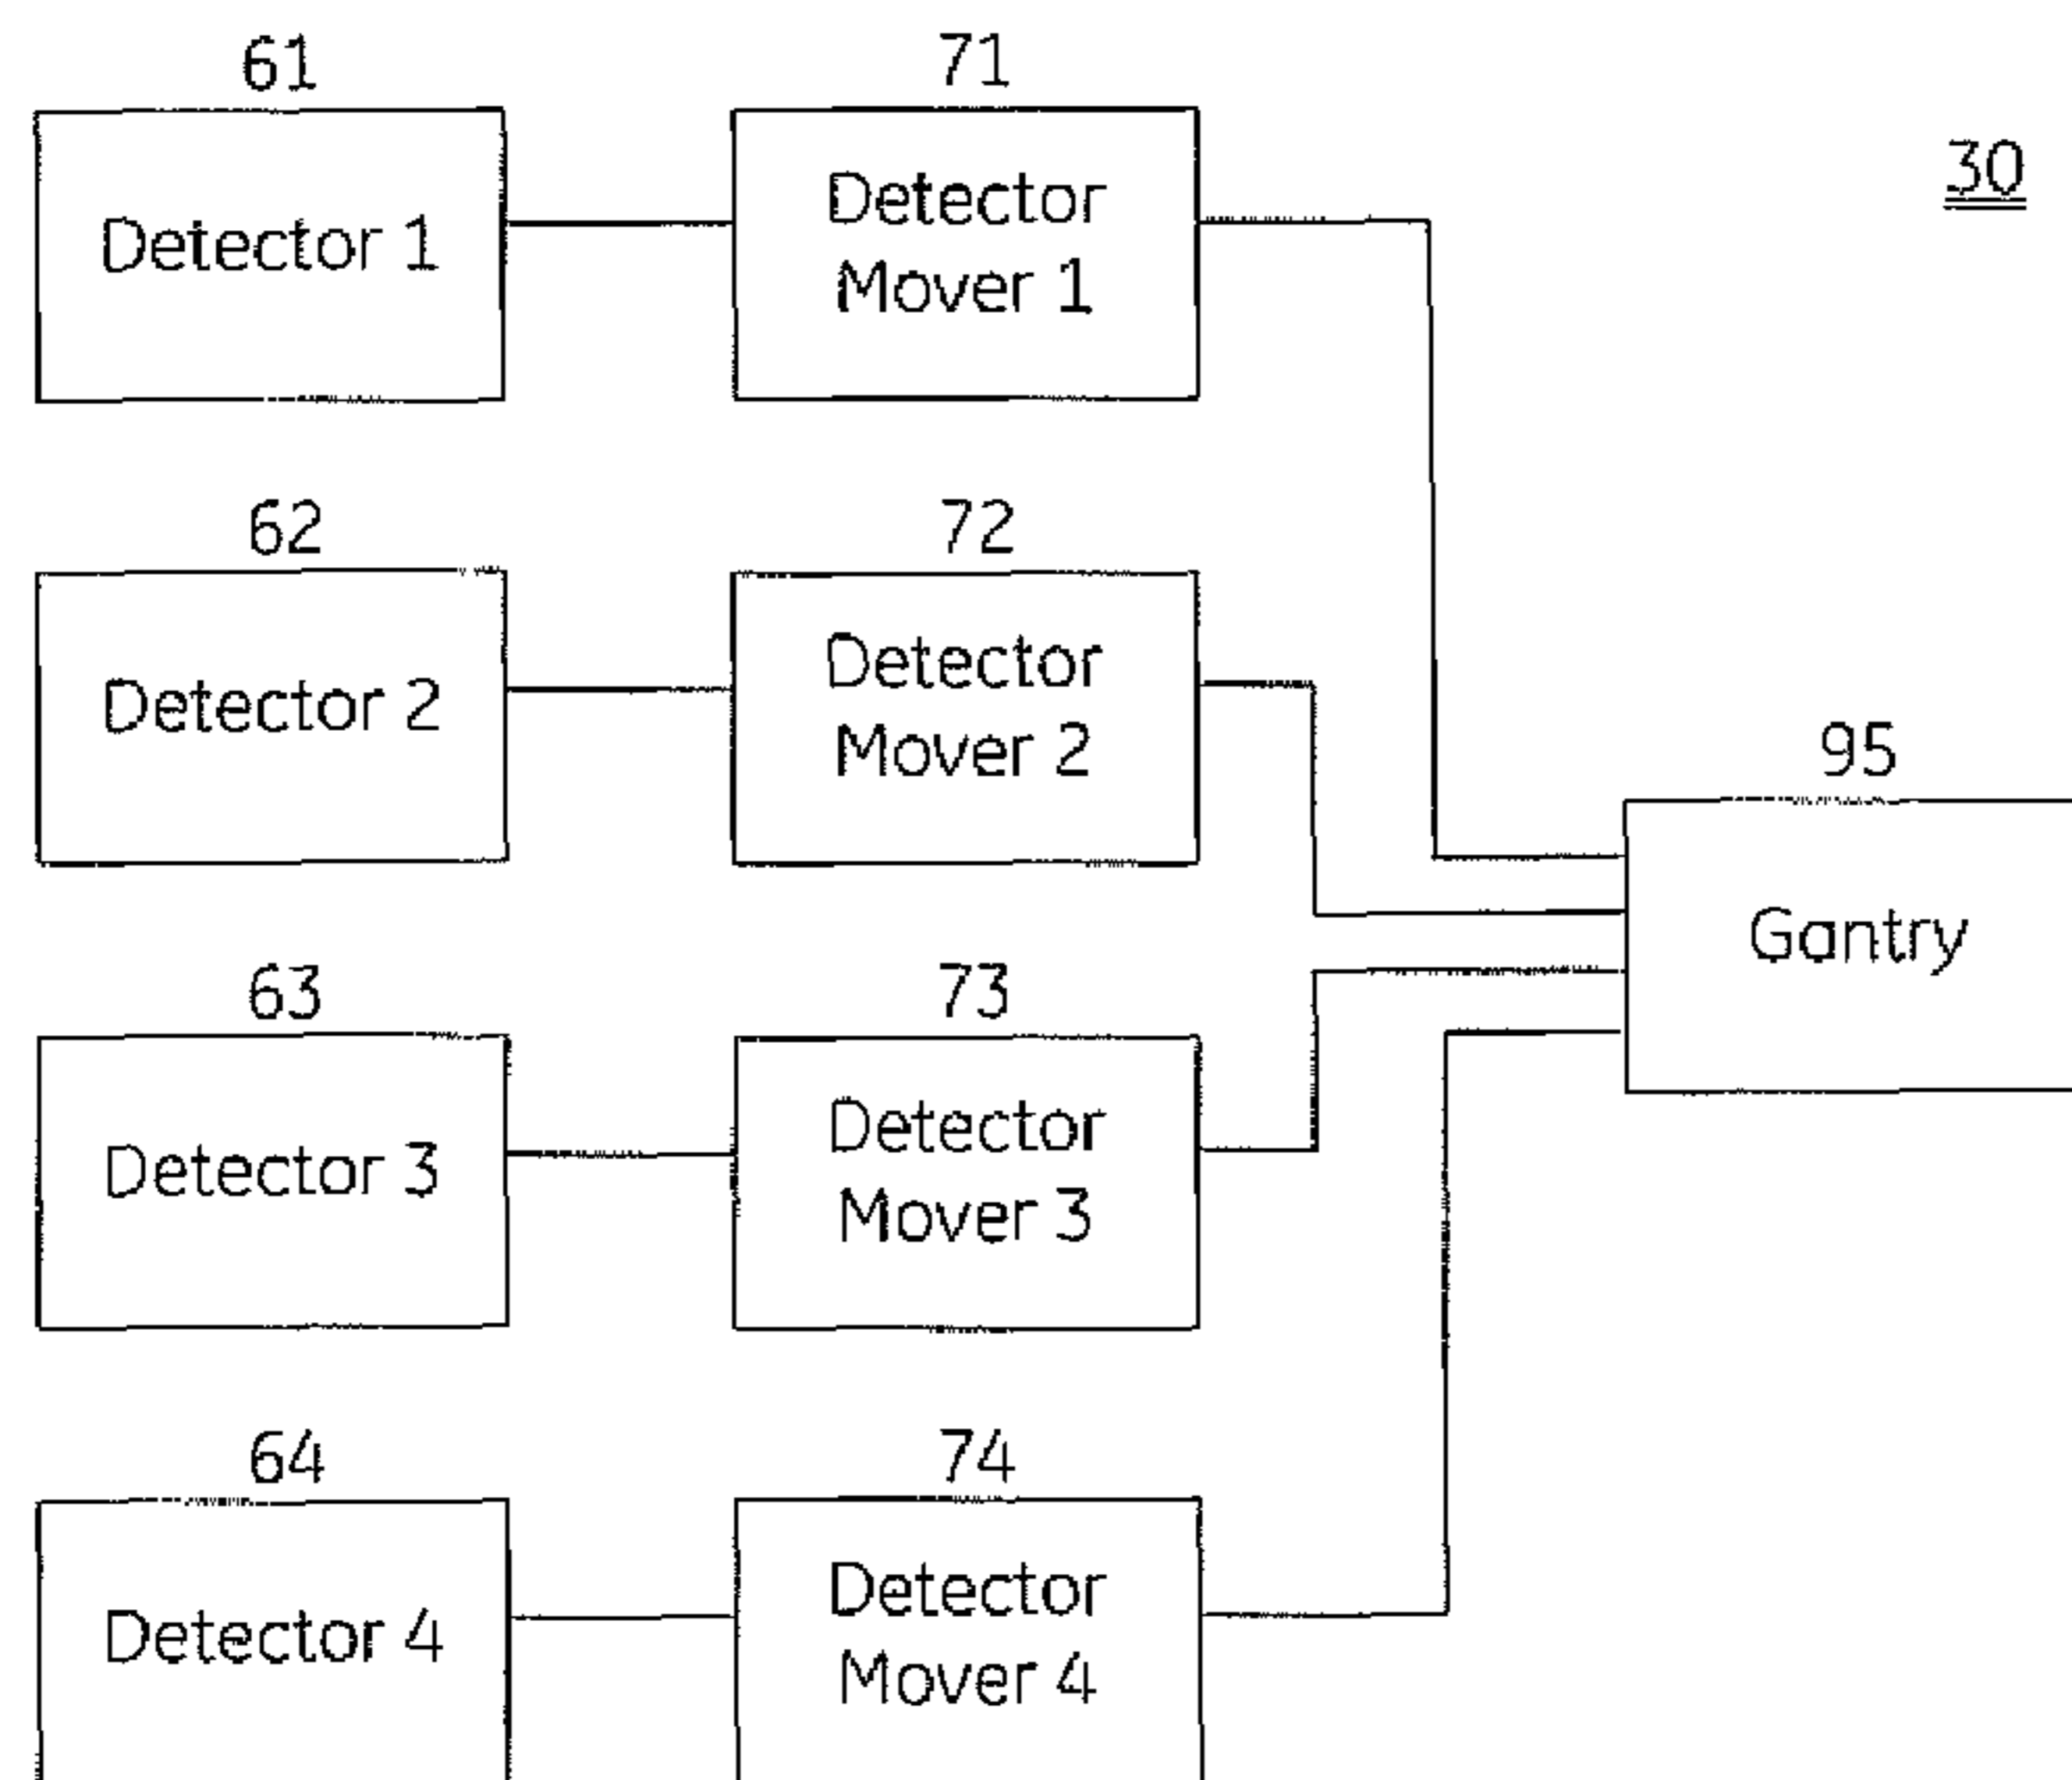 61
71
30
Detector 1
Detector
Mover 1
62
72
Detector 2
Detector
Mover 2
95
Gantry
63
73
Detector 3
Detector
Mover 3
64
74
Detector 4
Detector
Mover 4